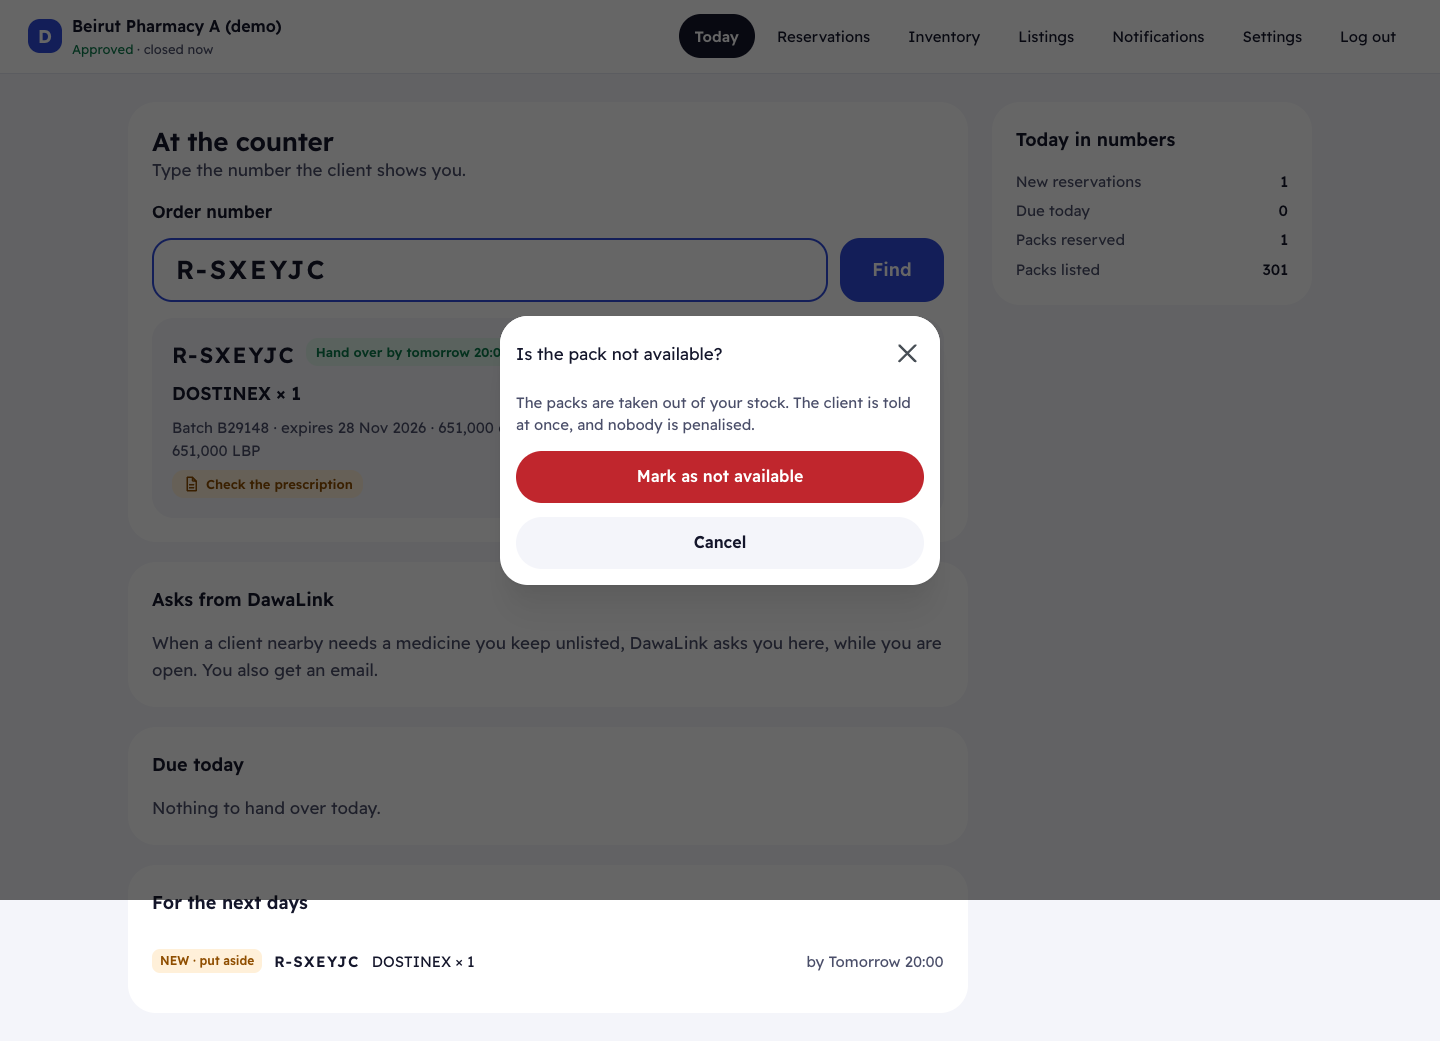 D
Beirut Pharmacy A (demo)
Approved · closed now
Today
Reservations
Inventory
Listings
Notifications
Settings
Log out
At the counter
Type the number the client shows you.
Order number
R-SXEYJC
Find
R-SXEYJC
Hand over by tomorrow 20:0
DOSTINEX × 1
Batch B29148 · expires 28 Nov 2026 · 651,000
651,000 LBP
Check the prescription
Is the pack not available?
The packs are taken out of your stock. The client is told
at once, and nobody is penalised.
Mark as not available
Cancel
Asks from DawaLink
When a client nearby needs a medicine you keep unlisted, DawaLink asks you here, while you are
open. You also get an email.
Due today
Nothing to hand over today.
For the next days
NEW · put aside
R-SXEYJC
DOSTINEX × 1
by Tomorrow 20:00
Today in numbers
New reservations 1
Due today 0
Packs reserved 1
Packs listed 301